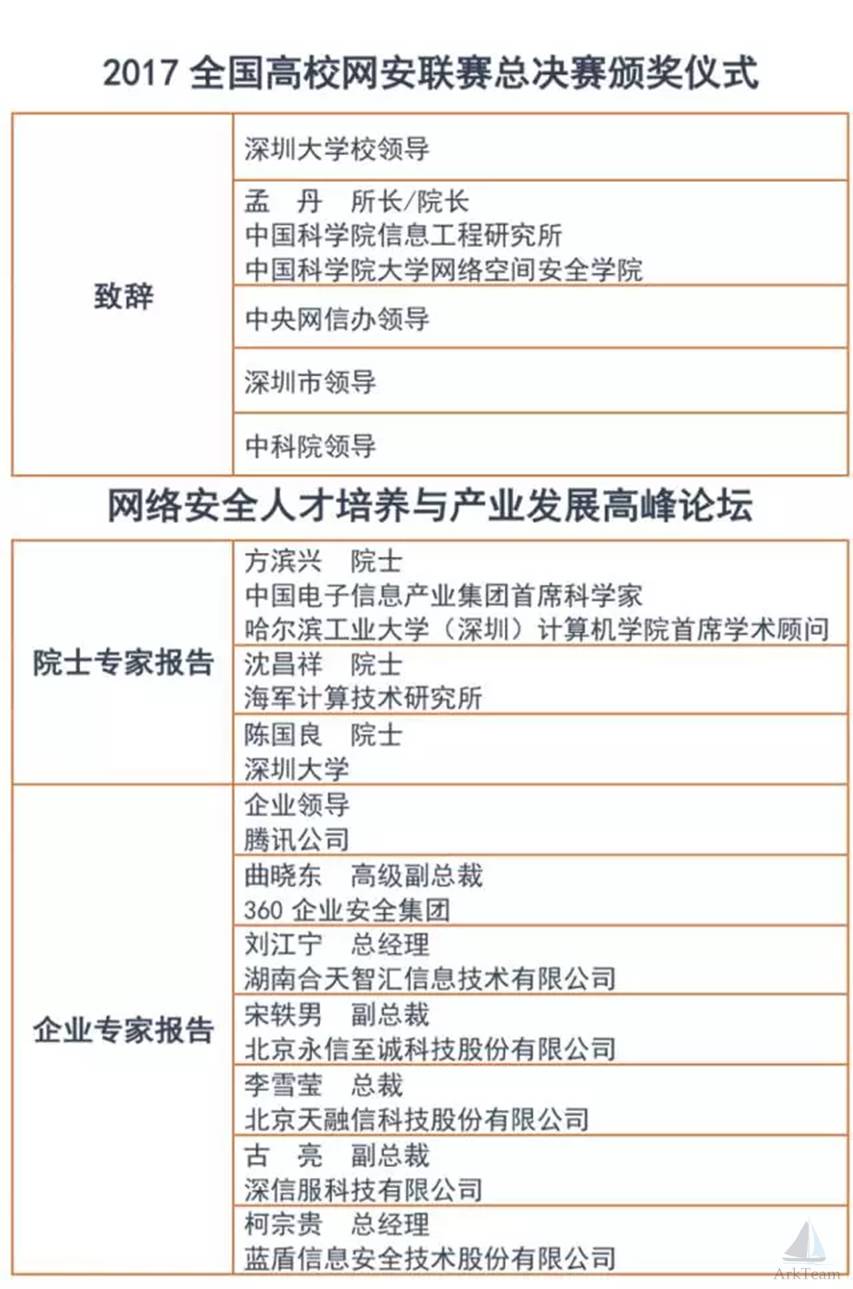 2017 全国高校网安联赛总决赛颁奖仪式
致辞
深圳大学校领导
孟　丹　所长/院长
中国科学院信息工程研究所
中国科学院大学网络空间安全学院
中央网信办领导
深圳市领导
中科院领导
网络安全人才培养与产业发展高峰论坛
院士专家报告
方滨兴　院士
中国电子信息产业集团首席科学家
哈尔滨工业大学（深圳）计算机学院首席学术顾问
沈昌祥　院士
海军计算技术研究所
陈国良　院士
深圳大学
企业专家报告
企业领导
腾讯公司
曲晓东　高级副总裁
360 企业安全集团
刘江宁　总经理
湖南合天智汇信息技术有限公司
宋轶男　副总裁
北京永信至诚科技股份有限公司
李雪莹　总裁
北京天融信科技股份有限公司
古　亮　副总裁
深信服科技有限公司
柯宗贵　总经理
蓝盾信息安全技术股份有限公司
ArkTeam